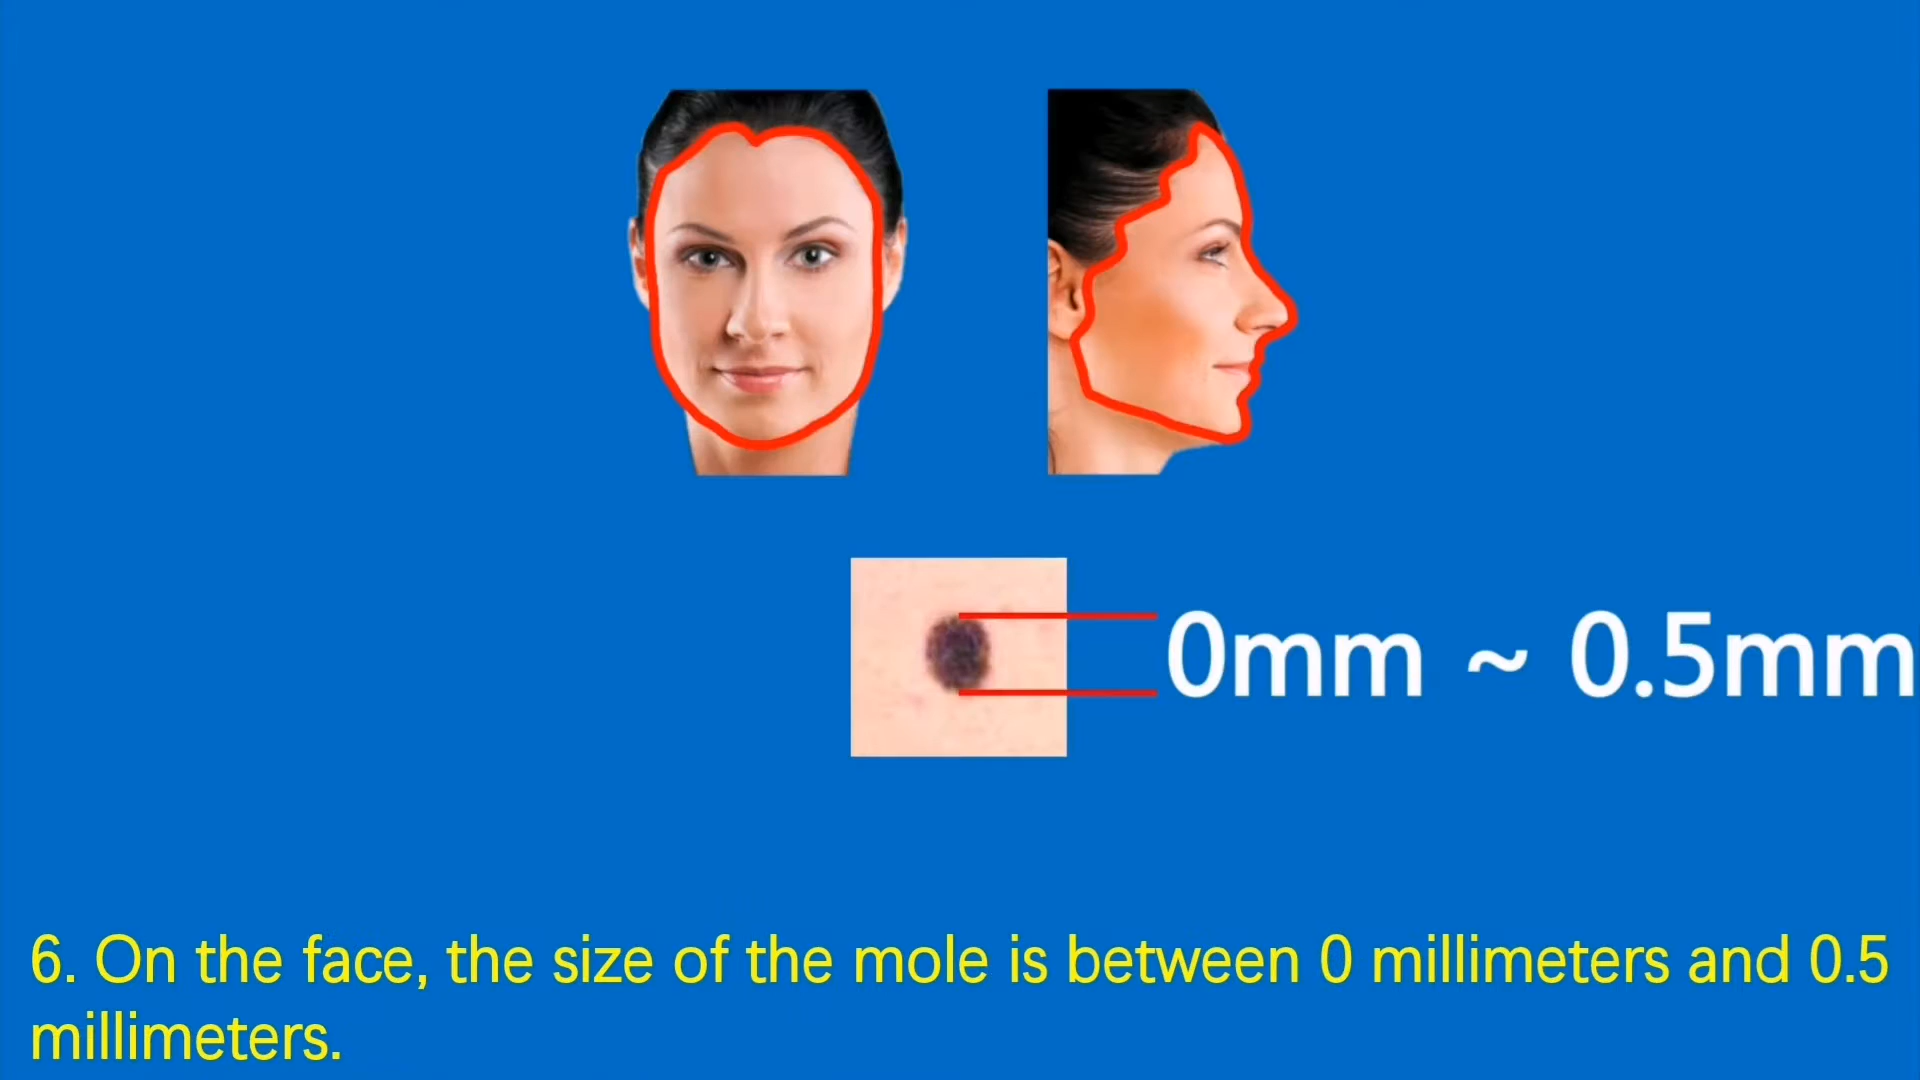 0mm ~ 0.5mm
6. On the face, the size of the mole is between 0 millimeters and 0.5
millimeters.